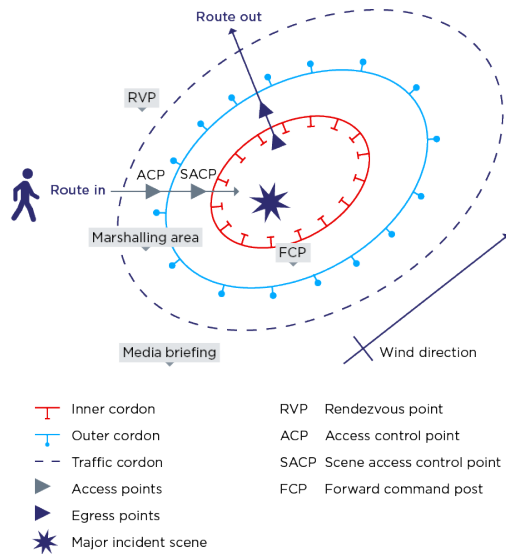 Route out
RVP
ACP
SACP
Route in
Marshalling area
FCP
Media briefing
Wind direction
Inner cordon
Outer cordon
Traffic cordon
Access points
Egress points
Major incident scene
RVP Rendezvous point
ACP Access control point
SACP Scene access control point
FCP Forward command post